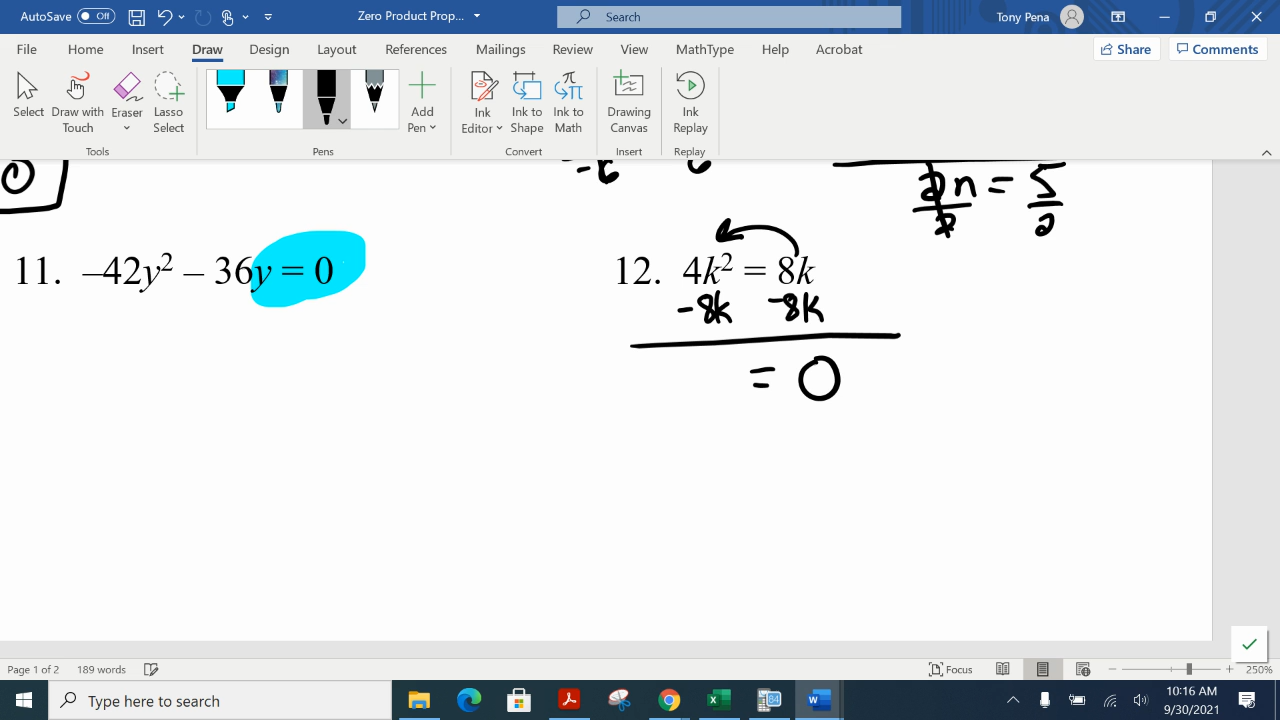 AutoSave Off Zero Product Prop... Search Tony Pena
File Home Insert Draw Design Layout References Mailings Review View MathType Help Acrobat Share Comments
Select Draw with Touch Eraser Lasso Select Add Pen Ink Editor Ink to Shape Ink to Math Drawing Canvas Ink Replay
Tools Pens Convert Insert Replay
0 -6 6
2n = 5
2 2
11. –42y² – 36y = 0 12. 4k² = 8k
-8k -8k
= 0
Page 1 of 2 189 words Focus 250%
Type here to search 84 10:16 AM
9/30/2021